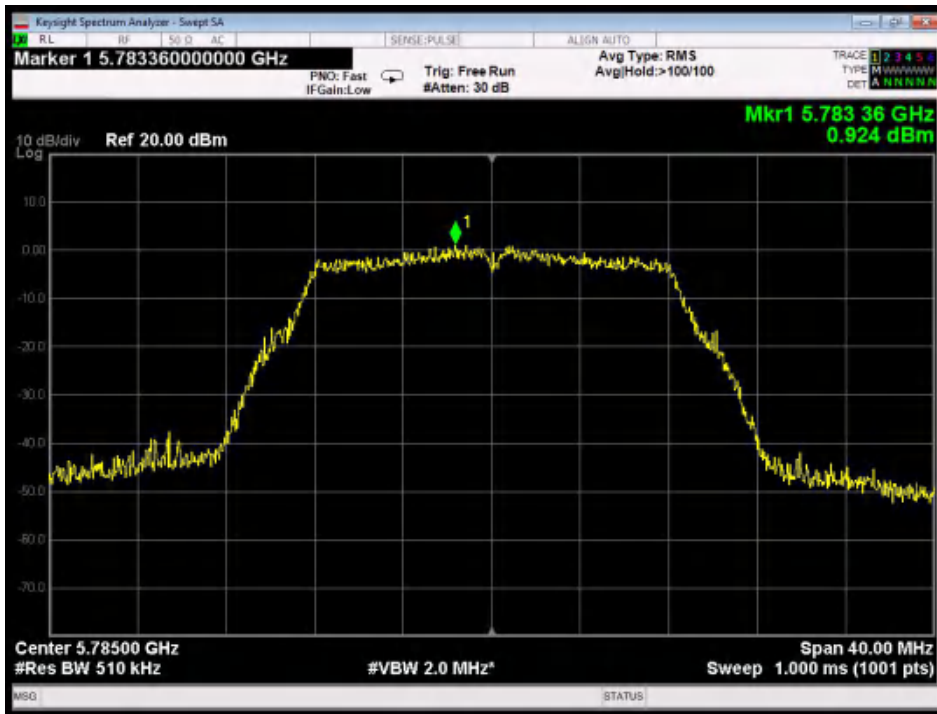 Keysight Spectrum Analyzer - Swept SA
RL RF 50 Ω AC SENSE:PULSE ALIGN AUTO
Marker 1 5.783360000000 GHz
PNO: Fast
IFGain:Low
Trig: Free Run
#Atten: 30 dB
Avg Type: RMS
Avg|Hold:>100/100
TRACE 1 2 3 4 5 6
TYPE M W W W W W
DET A N N N N N
Mkr1 5.783 36 GHz
0.924 dBm
10 dB/div Ref 20.00 dBm
Log
10.0
1
0.00
-10.0
-20.0
-30.0
-40.0
-50.0
-60.0
-70.0
Center 5.78500 GHz Span 40.00 MHz
#Res BW 510 kHz #VBW 2.0 MHz* Sweep 1.000 ms (1001 pts)
MSG STATUS